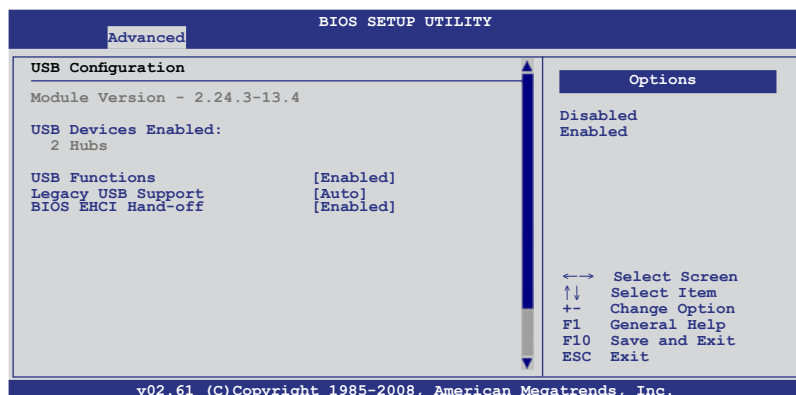 BIOS SETUP UTILITY
Advanced
USB Configuration
Module Version - 2.24.3-13.4
USB Devices Enabled:
2 Hubs
USB Functions [Enabled]
Legacy USB Support [Auto]
BIOS EHCI Hand-off [Enabled]
Options
Disabled
Enabled
←→ Select Screen
↑↓ Select Item
+- Change Option
F1 General Help
F10 Save and Exit
ESC Exit
v02.61 (C)Copyright 1985-2008, American Megatrends, Inc.